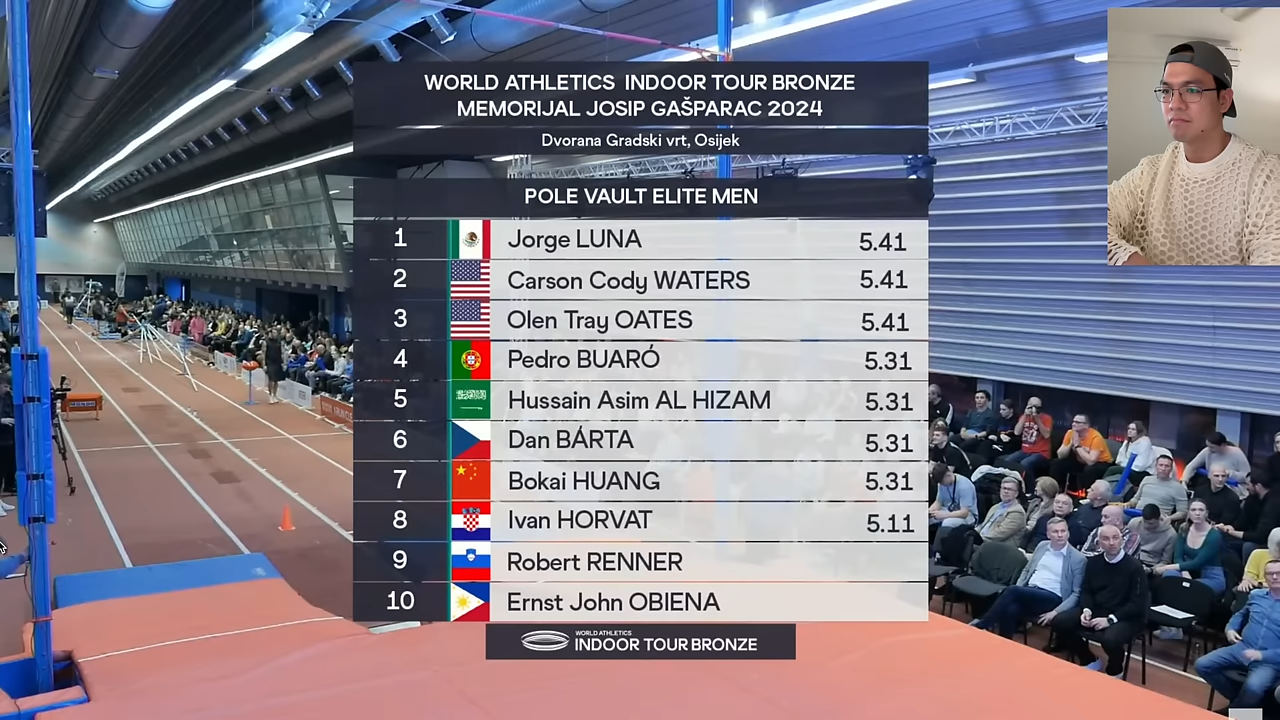 WORLD ATHLETICS INDOOR TOUR BRONZE
MEMORIJAL JOSIP GAŠPARAC 2024
Dvorana Gradski vrt, Osijek
POLE VAULT ELITE MEN
1 Jorge LUNA 5.41
2 Carson Cody WATERS 5.41
3 Olen Tray OATES 5.41
4 Pedro BUARÓ 5.31
5 Hussain Asim AL HIZAM 5.31
6 Dan BÁRTA 5.31
7 Bokai HUANG 5.31
8 Ivan HORVAT 5.11
9 Robert RENNER
10 Ernst John OBIENA
WORLD ATHLETICS
INDOOR TOUR BRONZE